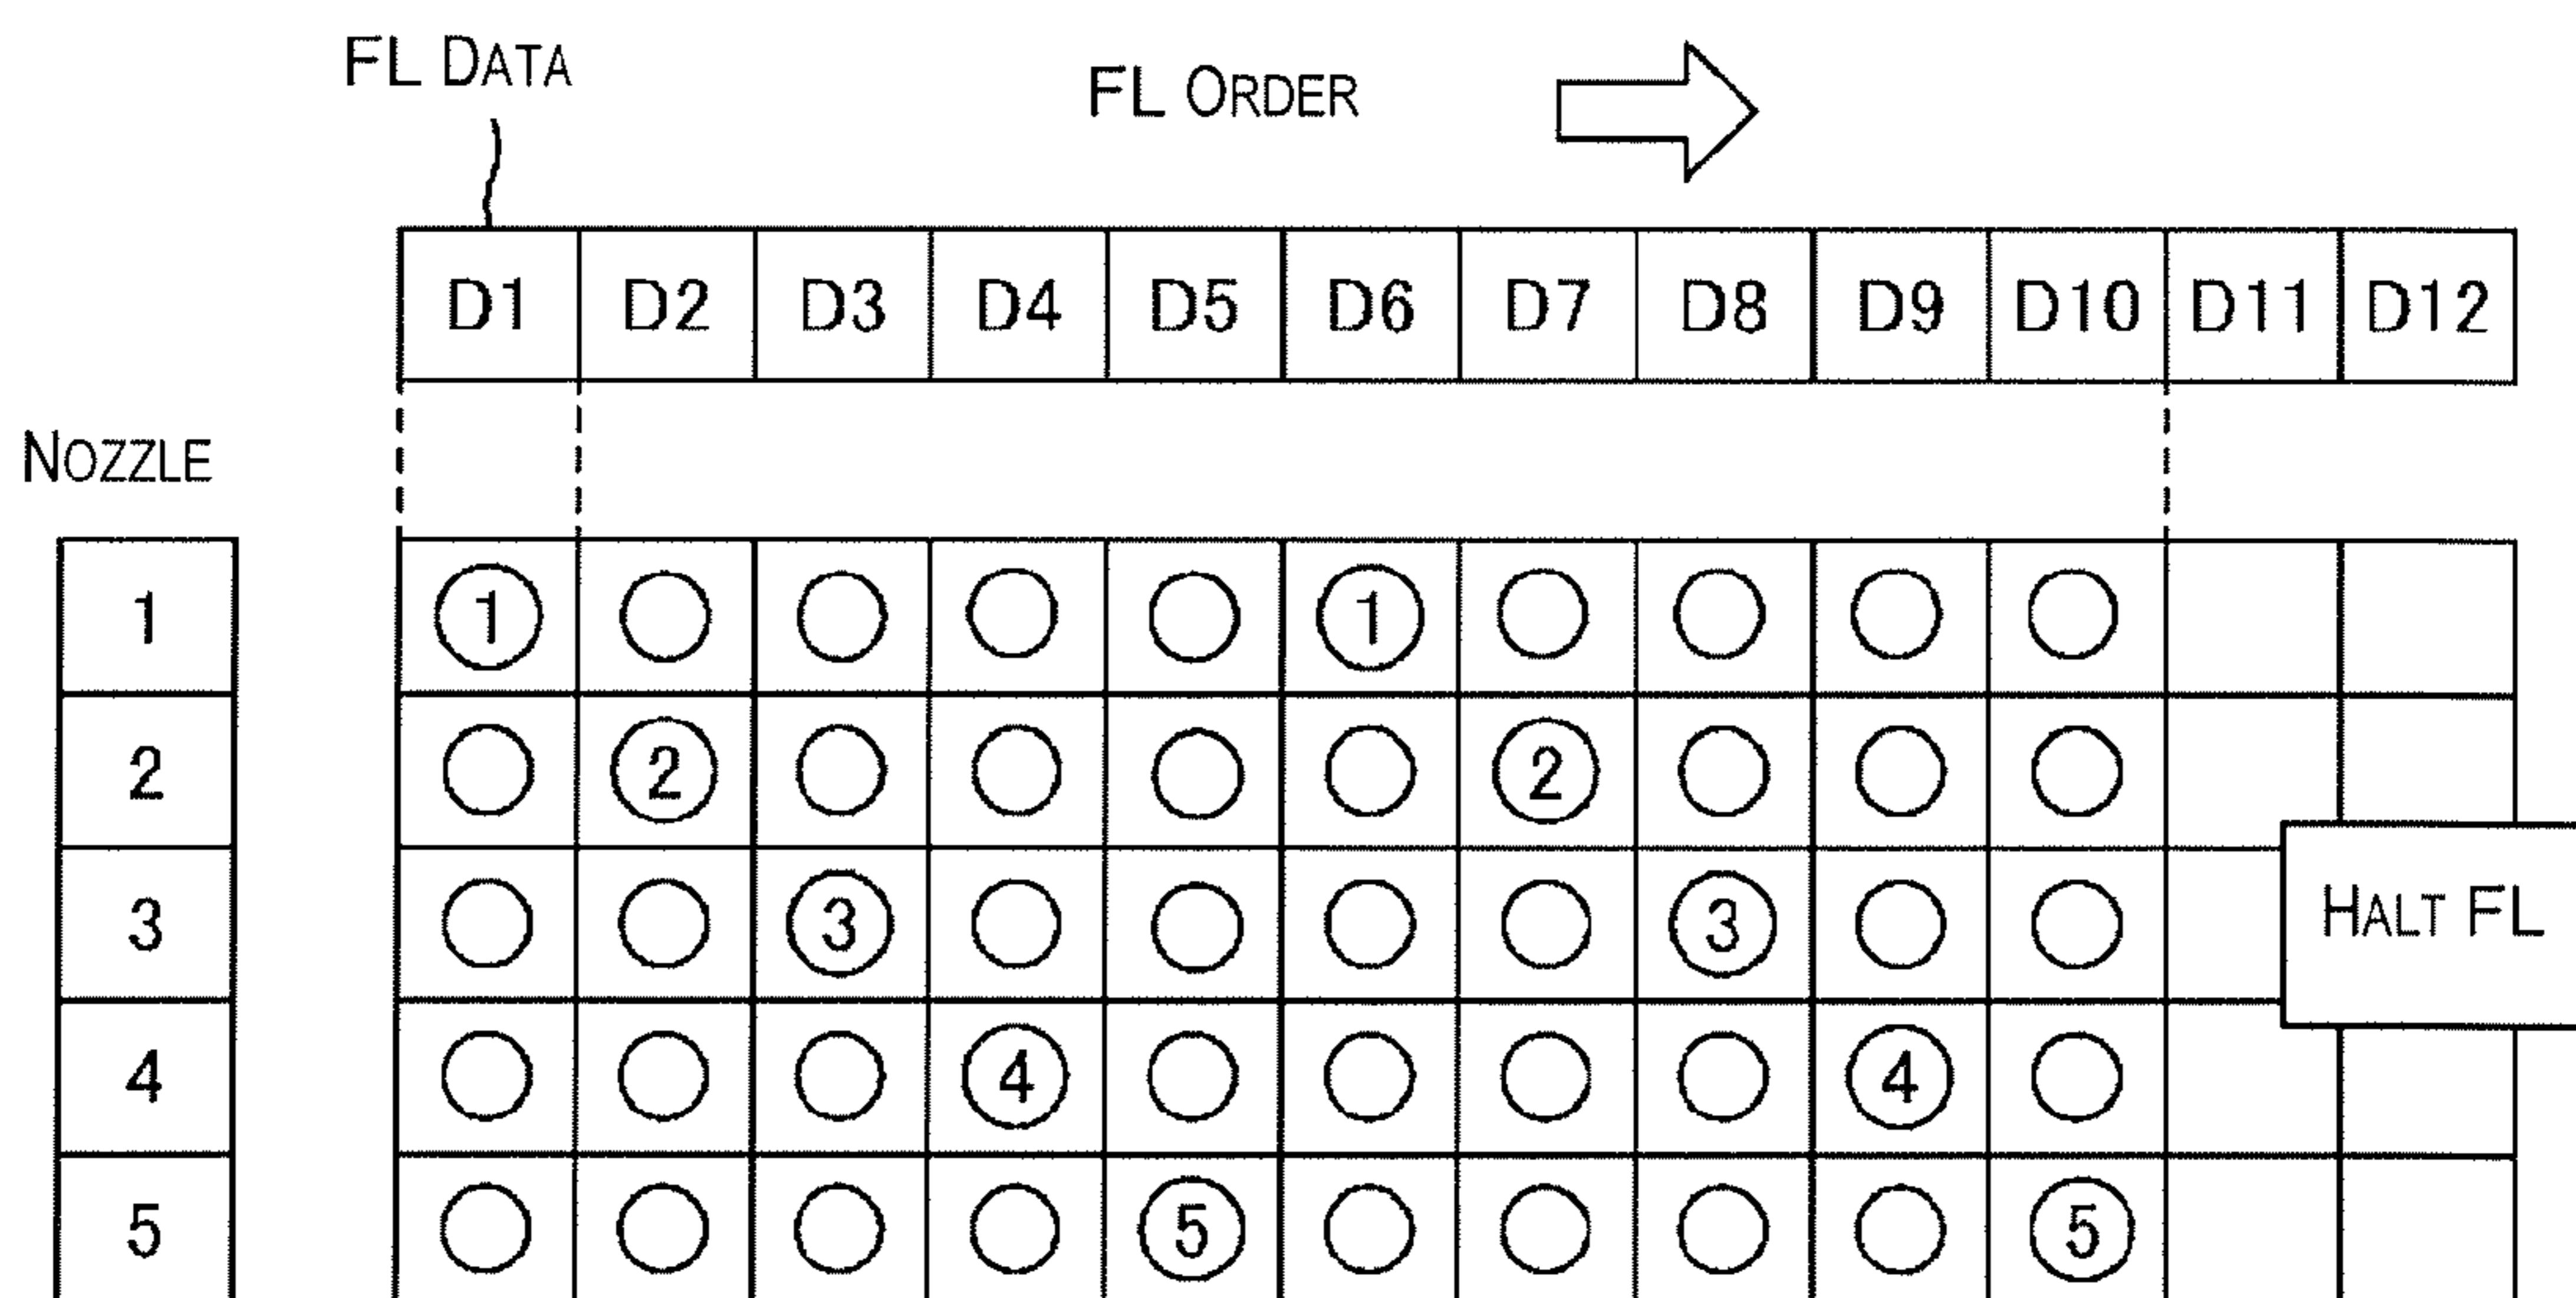 FL DATA
FL ORDER
D1 D2 D3 D4 D5 D6 D7 D8 D9 D10 D11 D12
NOZZLE
1 1 1
2 2 2
3 3 3
HALT FL
4 4 4
5 5 5